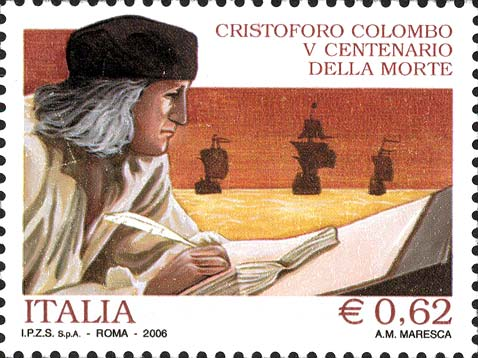 CRISTOFORO COLOMBO
V CENTENARIO
DELLA MORTE
ITALIA
€ 0,62
I.P.Z.S. S.p.A. - ROMA - 2006
A.M. MARESCA